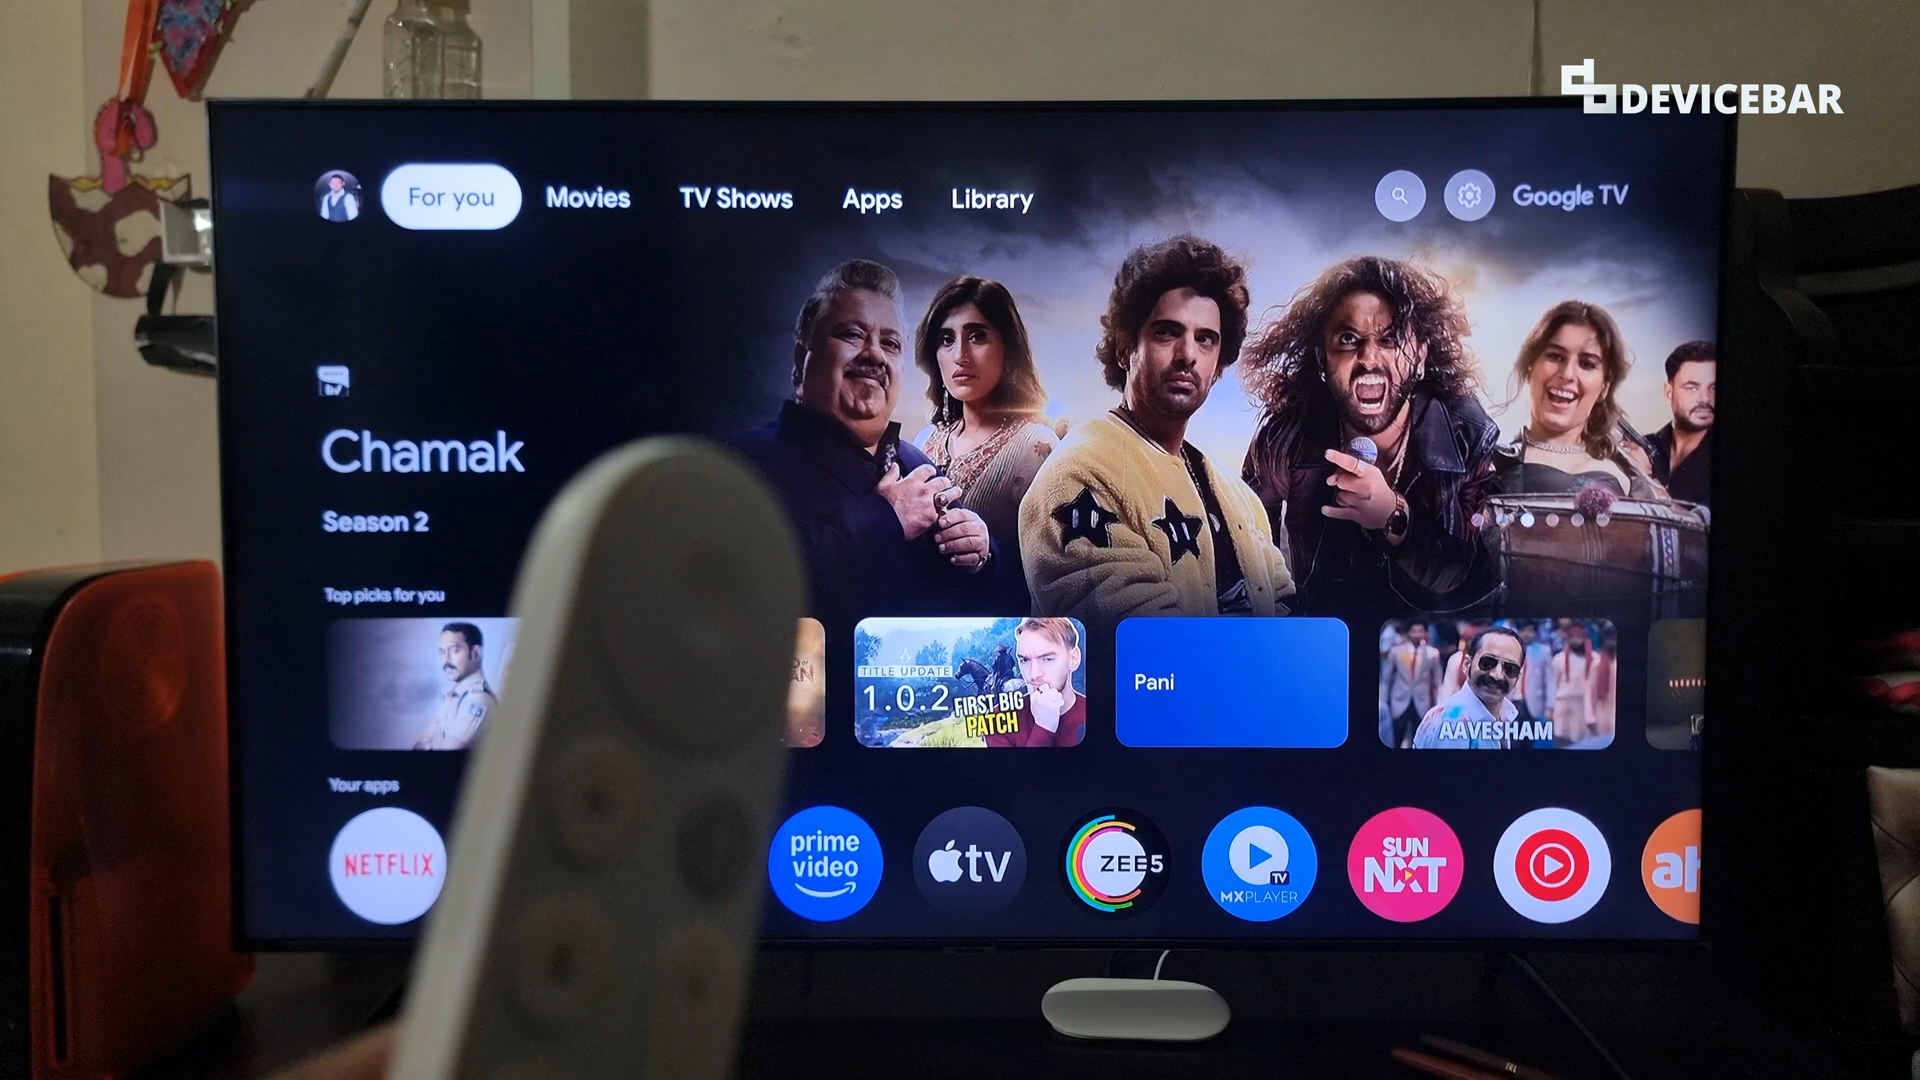 DEVICEBAR
For you
Movies
TV Shows
Apps
Library
Google TV
Chamak
Season 2
Top picks for you
TITLE UPDATE
1.0.2
FIRST BIG
PATCH
Pani
AAVESHAM
Your apps
NETFLIX
prime
video
tv
ZEE5
TV
MXPLAYER
SUN
NXT
ah